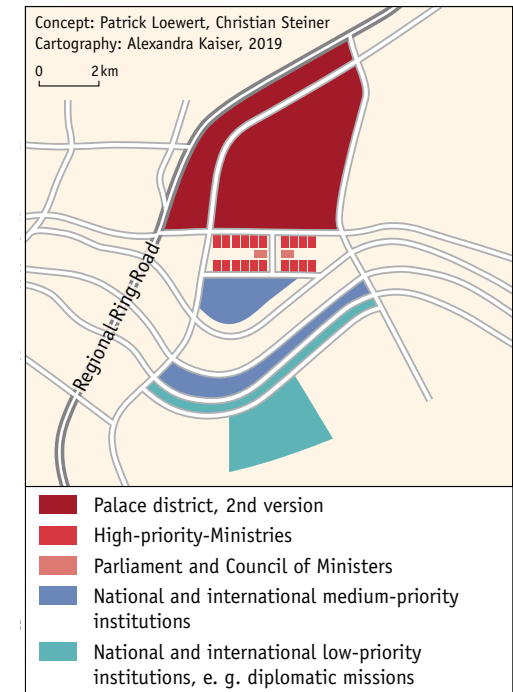 Concept: Patrick Loewert, Christian Steiner
Cartography: Alexandra Kaiser, 2019
0 2 km
Regional-Ring-Road
Palace district, 2nd version
High-priority-Ministries
Parliament and Council of Ministers
National and international medium-priority
institutions
National and international low-priority
institutions, e. g. diplomatic missions